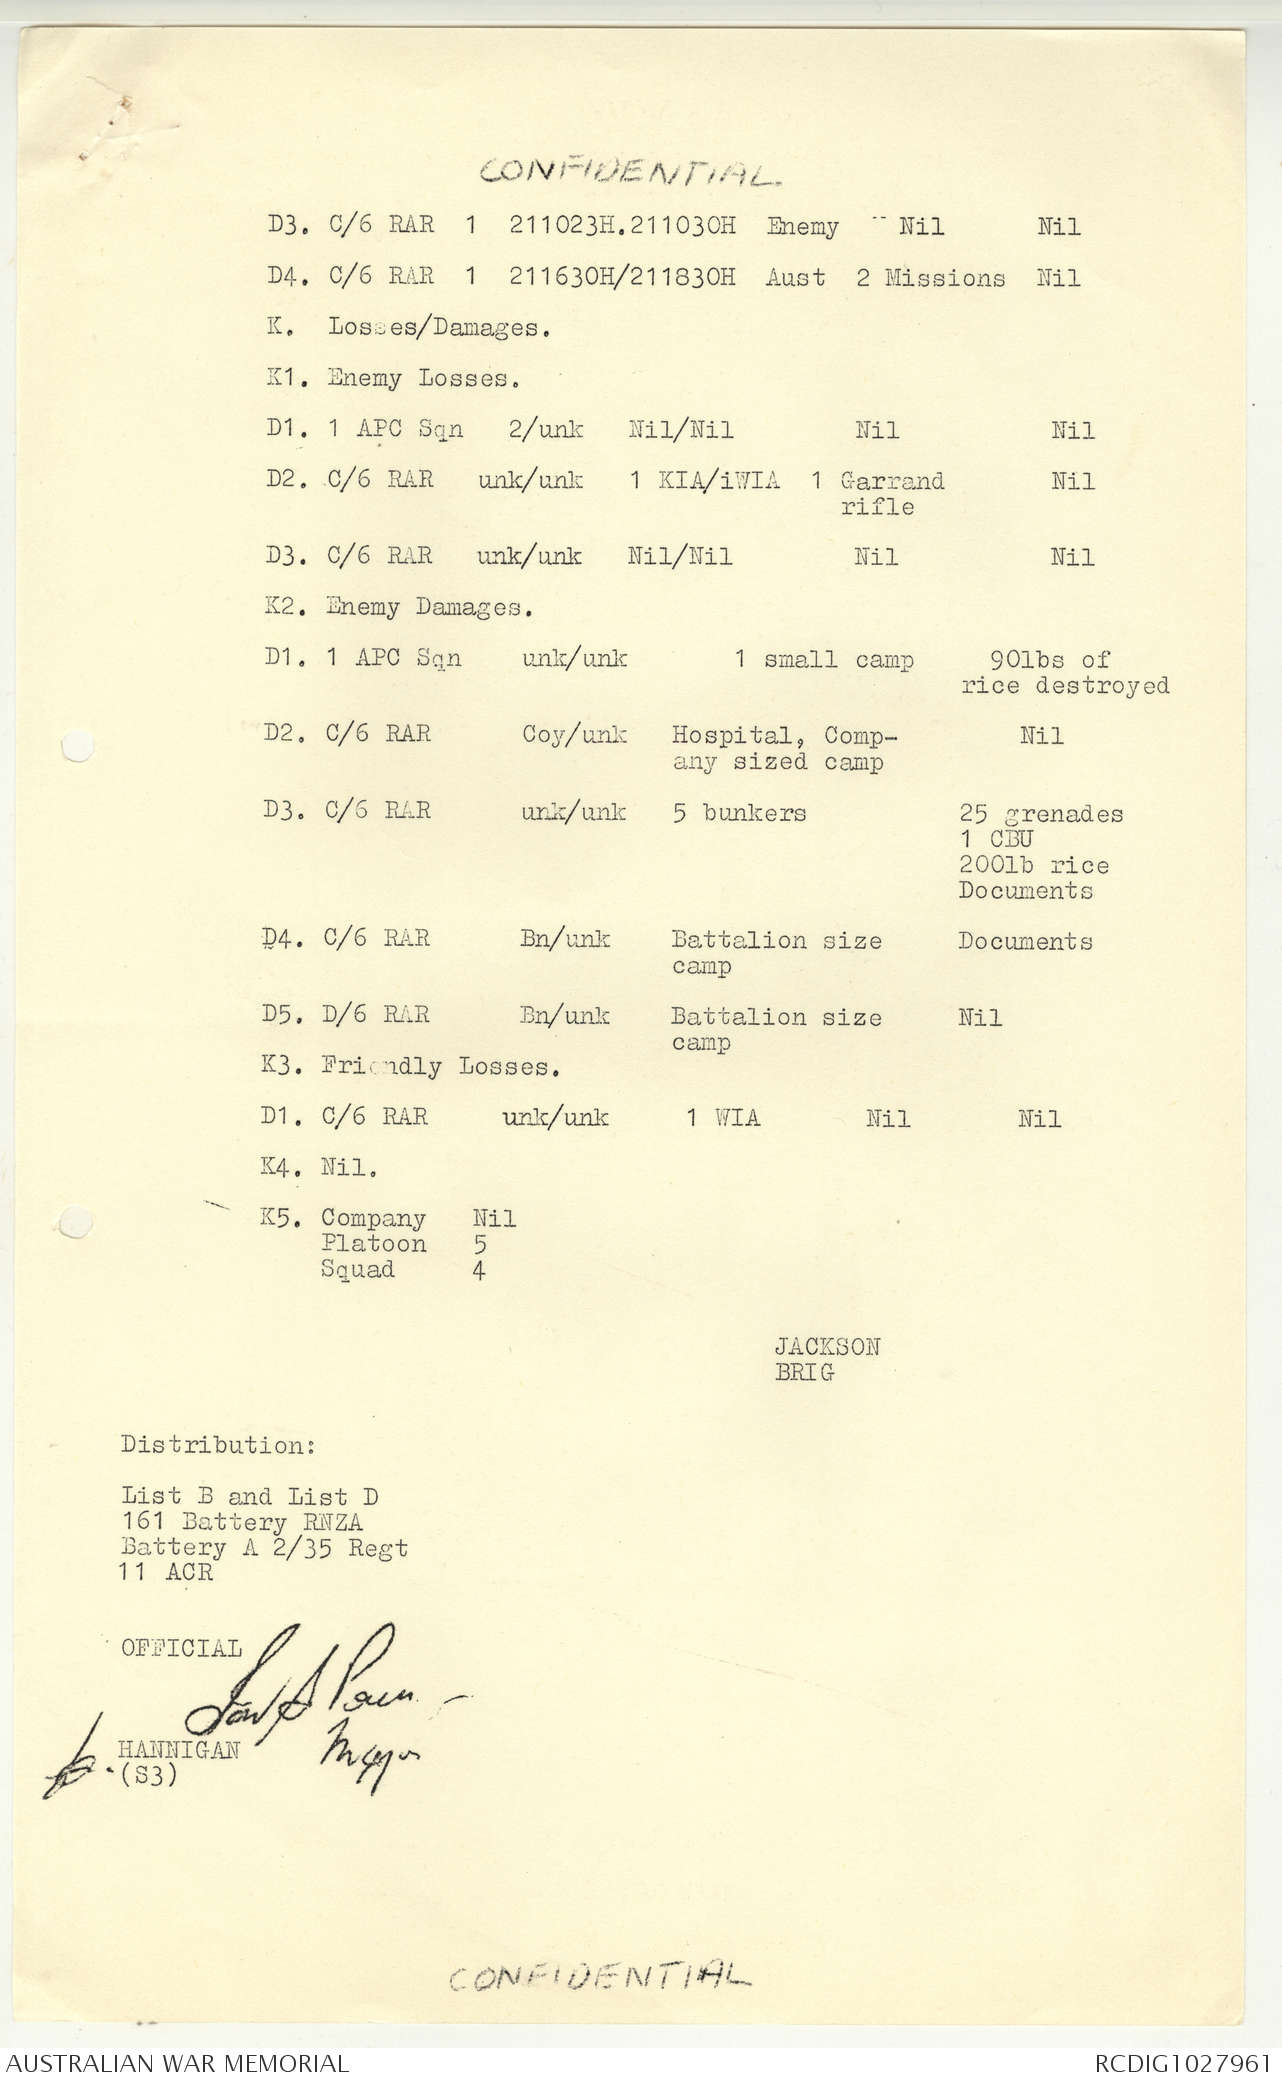 CONFIDENTIAL.
D3. C/6 RAR 1 211023H.211030H Enemy Nil Nil
D4. C/6 RAR 1 211630H/211830H Aust 2 Missions Nil
K. Losses/Damages.
K1. Enemy Losses.
D1. 1 APC Sqn 2/unk Nil/Nil Nil Nil
D2. C/6 RAR unk/unk 1 KIA/iWIA 1 Garrand Nil
rifle
D3. C/6 RAR unk/unk Nil/Nil Nil Nil
K2. Enemy Damages.
D1. 1 APC Sqn unk/unk 1 small camp 90lbs of
rice destroyed
D2. C/6 RAR Coy/unk Hospital, Comp- Nil
any sized camp
D3. C/6 RAR unk/unk 5 bunkers 25 grenades
1 CBU
200lb rice
Documents
D4. C/6 RAR Bn/unk Battalion size Documents
camp
D5. D/6 RAR Bn/unk Battalion size Nil
camp
K3. Friendly Losses.
D1. C/6 RAR unk/unk 1 WIA Nil Nil
K4. Nil.
K5. Company Nil
Platoon 5
Squad 4
JACKSON
BRIG
Distribution:
List B and List D
161 Battery RNZA
Battery A 2/35 Regt
11 ACR
OFFICIAL
Major
HANNIGAN
(S3)
CONFIDENTIAL
AUSTRALIAN WAR MEMORIAL RCDIG1027961